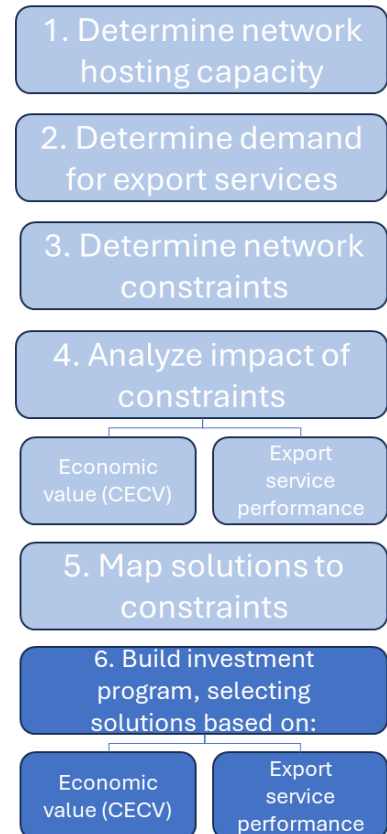 1. Determine network
hosting capacity
2. Determine demand
for export services
3. Determine network
constraints
4. Analyze impact of
constraints
Economic
value (CECV)
Export
service
performance
5. Map solutions to
constraints
6. Build investment
program, selecting
solutions based on:
Economic
value (CECV)
Export
service
performance